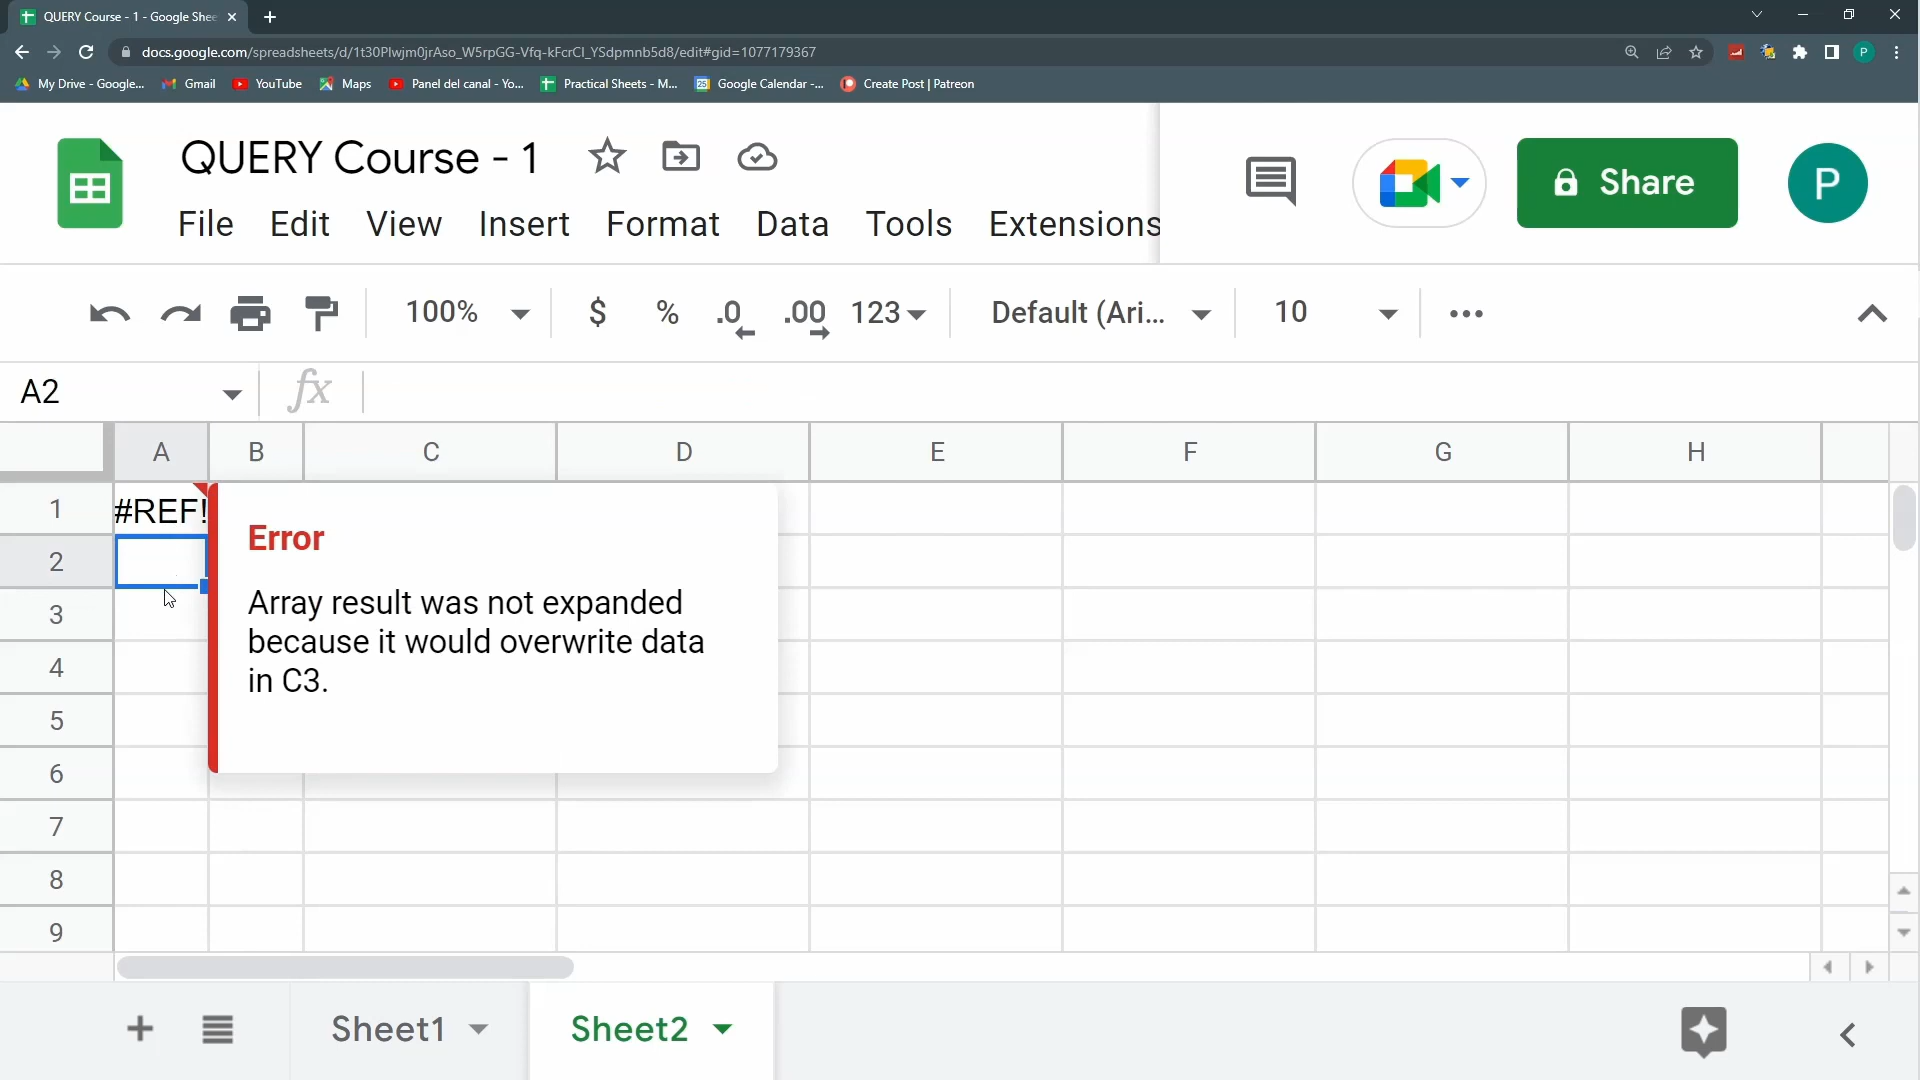 QUERY Course - 1 - Google Shee
docs.google.com/spreadsheets/d/1t30Plwjm0jrAso_W5rpGG-Vfq-kFcrCl_YSdpmnb5d8/edit#gid=1077179367
P
My Drive - Google...
Gmail
YouTube
Maps
Panel del canal - Yo...
Practical Sheets - M...
Google Calendar -...
Create Post | Patreon
QUERY Course - 1
Share
P
File Edit View Insert Format Data Tools Extensions
100% $ % .0 .00 123 Default (Ari... 10
A2 fx
A B C D E F G H
1 #REF!
Error
2
Array result was not expanded
3
because it would overwrite data
4
in C3.
5
6
7
8
9
Sheet1 Sheet2